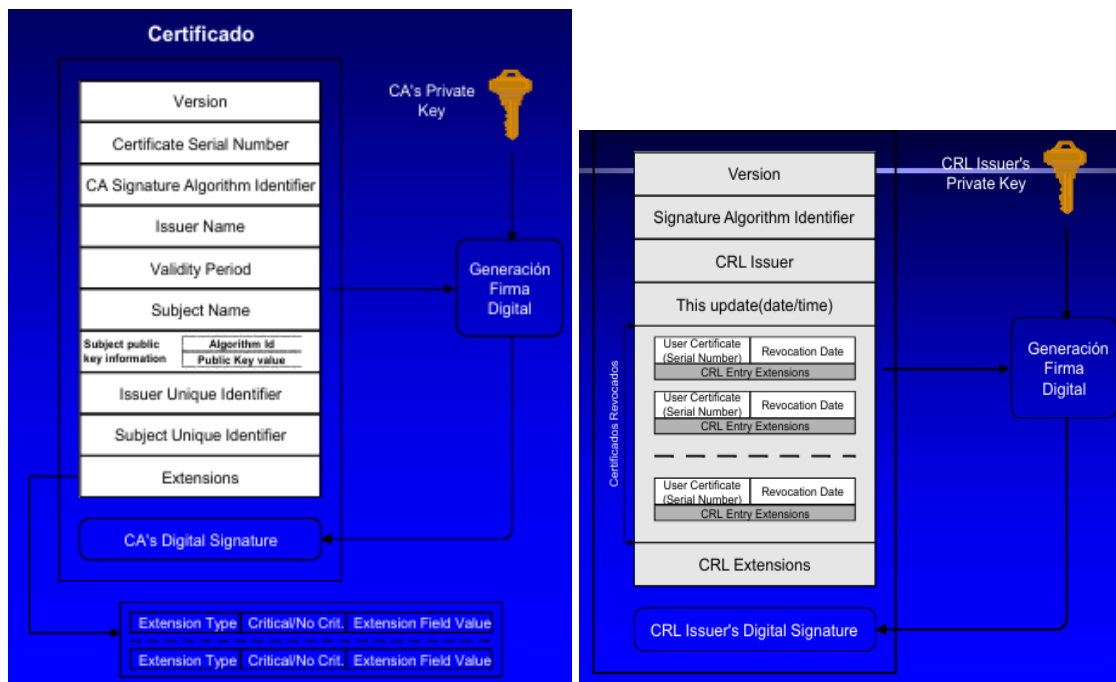 Certificado
Version
Certificate Serial Number
CA Signature Algorithm Identifier
Issuer Name
Validity Period
Subject Name
Subject public
key information
Algorithm Id
Public Key value
Issuer Unique Identifier
Subject Unique Identifier
Extensions
CA's Digital Signature
CA's Private
Key
Generación
Firma
Digital
Extension Type Critical/No Crit. Extension Field Value
Extension Type Critical/No Crit. Extension Field Value
Version
Signature Algorithm Identifier
CRL Issuer
This update(date/time)
Certificados Revocados
User Certificate
(Serial Number)
Revocation Date
CRL Entry Extensions
User Certificate
(Serial Number)
Revocation Date
CRL Entry Extensions
User Certificate
(Serial Number)
Revocation Date
CRL Entry Extensions
CRL Extensions
CRL Issuer's Digital Signature
CRL Issuer's
Private Key
Generación
Firma
Digital